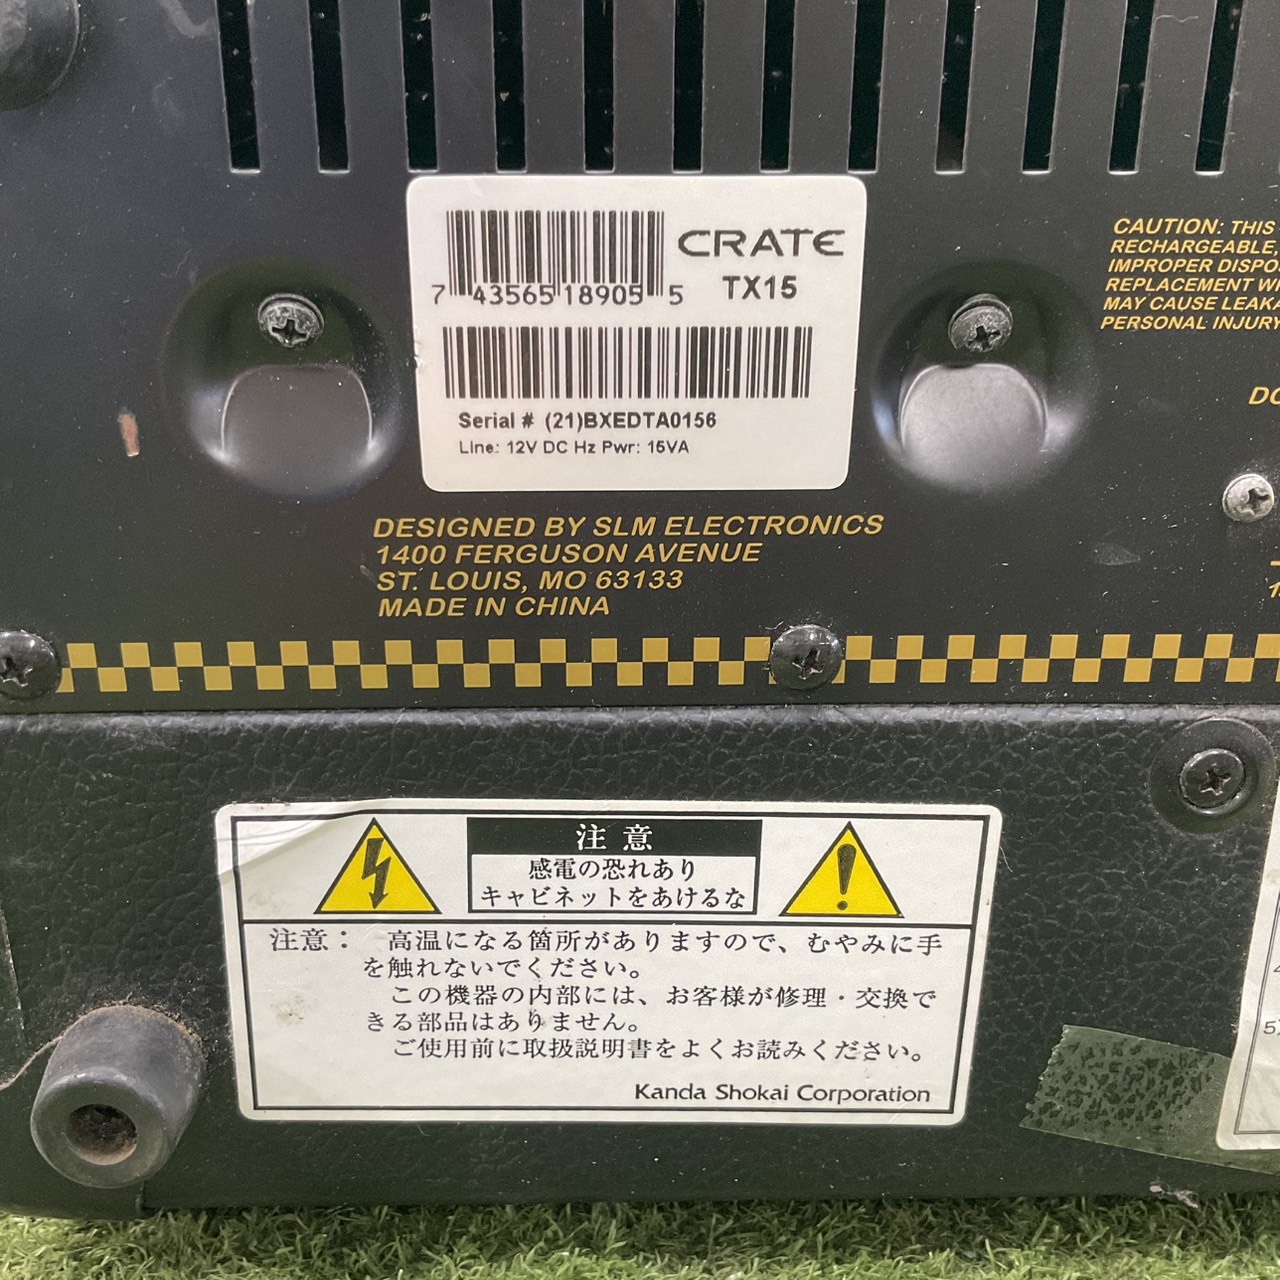 CRATE
TX15
7 43565 18905 5
Serial # (21)BXEDTA0156
Line: 12V DC Hz Pwr: 15VA
CAUTION: THIS
RECHARGEABLE,
IMPROPER
REPLACEMENT
MAY CAUSE
PERSONAL INJURY
DESIGNED BY SLM ELECTRONICS
1400 FERGUSON AVENUE
ST. LOUIS, MO 63133
MADE IN CHINA
注意
感電の恐れあり
キャビネットをあけるな
注意： 高温になる箇所がありますので、むやみに手
を触れないでください。
この機器の内部には、お客様が修理・交換で
きる部品はありません。
ご使用前に取扱説明書をよくお読みください。
Kanda Shokai Corporation